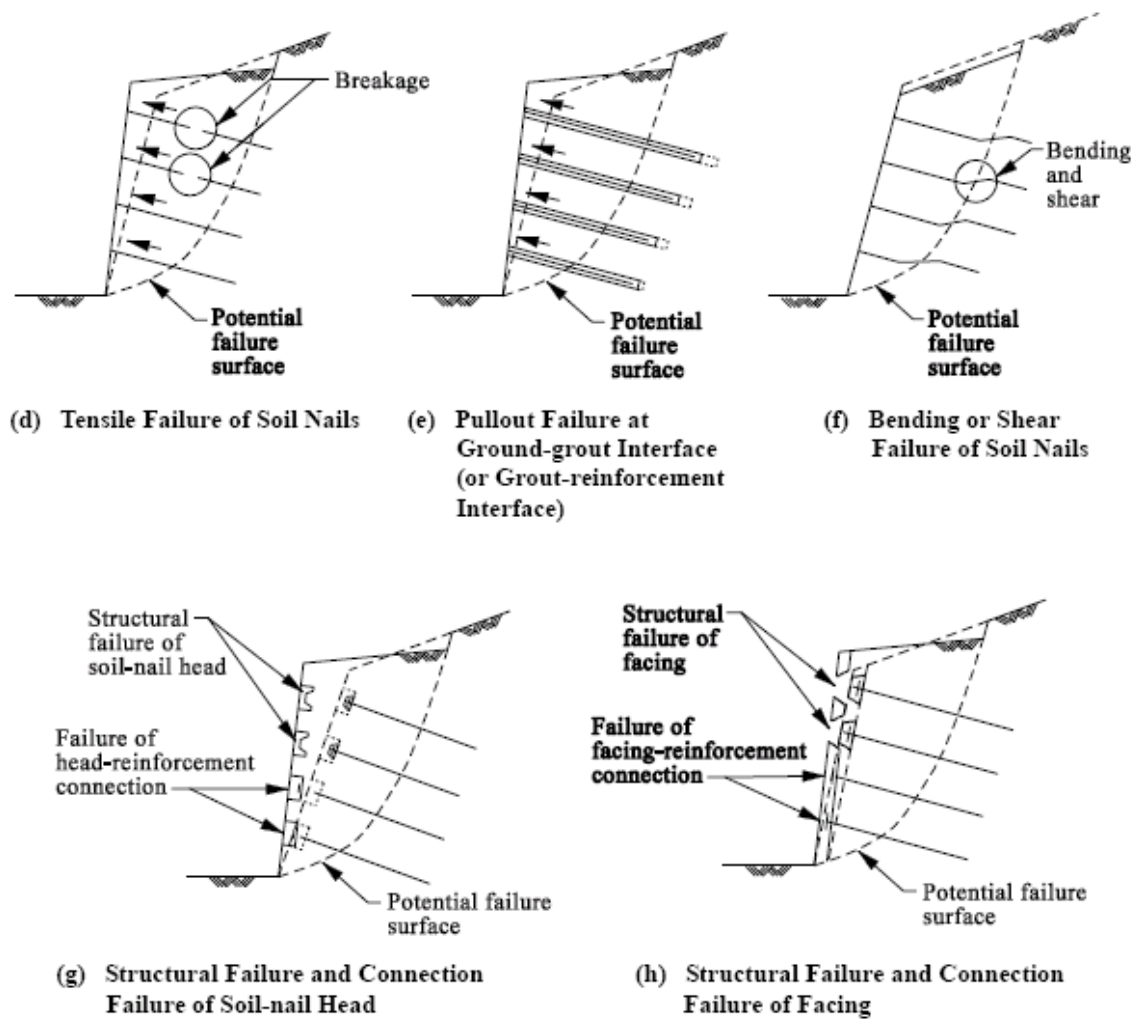 Breakage
Potential
failure
surface
(d) Tensile Failure of Soil Nails
Potential
failure
surface
(e) Pullout Failure at
Ground-grout Interface
(or Grout-reinforcement
Interface)
Bending
and
shear
Potential
failure
surface
(f) Bending or Shear
Failure of Soil Nails
Structural
failure of
soil-nail head
Failure of
head-reinforcement
connection
Potential failure
surface
(g) Structural Failure and Connection
Failure of Soil-nail Head
Structural
failure of
facing
Failure of
facing-reinforcement
connection
Potential failure
surface
(h) Structural Failure and Connection
Failure of Facing